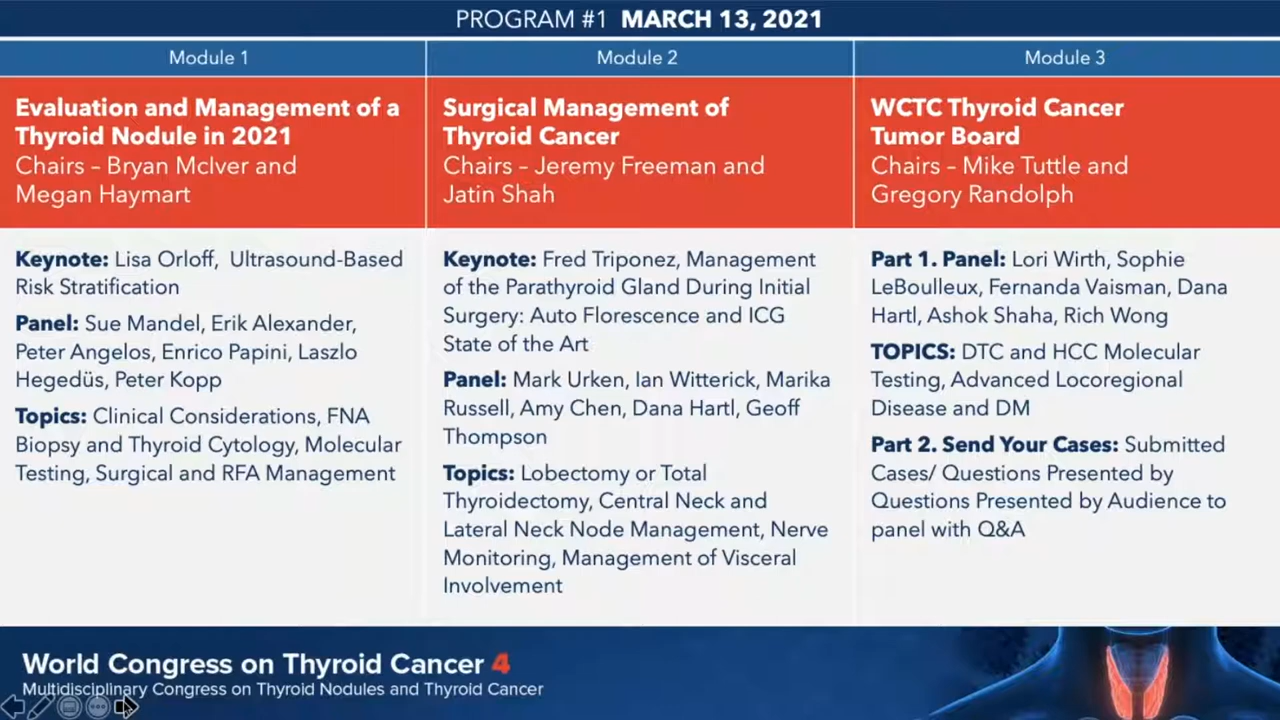 PROGRAM #1 MARCH 13, 2021
Module 1
Evaluation and Management of a
Thyroid Nodule in 2021
Chairs – Bryan McIver and
Megan Haymart
Keynote: Lisa Orloff, Ultrasound-Based
Risk Stratification
Panel: Sue Mandel, Erik Alexander,
Peter Angelos, Enrico Papini, Laszlo
Hegedüs, Peter Kopp
Topics: Clinical Considerations, FNA
Biopsy and Thyroid Cytology, Molecular
Testing, Surgical and RFA Management
Module 2
Surgical Management of
Thyroid Cancer
Chairs – Jeremy Freeman and
Jatin Shah
Keynote: Fred Triponez, Management
of the Parathyroid Gland During Initial
Surgery: Auto Florescence and ICG
State of the Art
Panel: Mark Urken, Ian Witterick, Marika
Russell, Amy Chen, Dana Hartl, Geoff
Thompson
Topics: Lobectomy or Total
Thyroidectomy, Central Neck and
Lateral Neck Node Management, Nerve
Monitoring, Management of Visceral
Involvement
Module 3
WCTC Thyroid Cancer
Tumor Board
Chairs – Mike Tuttle and
Gregory Randolph
Part 1. Panel: Lori Wirth, Sophie
LeBoulleux, Fernanda Vaisman, Dana
Hartl, Ashok Shaha, Rich Wong
TOPICS: DTC and HCC Molecular
Testing, Advanced Locoregional
Disease and DM
Part 2. Send Your Cases: Submitted
Cases/ Questions Presented by
Questions Presented by Audience to
panel with Q&A
World Congress on Thyroid Cancer 4
Multidisciplinary Congress on Thyroid Nodules and Thyroid Cancer